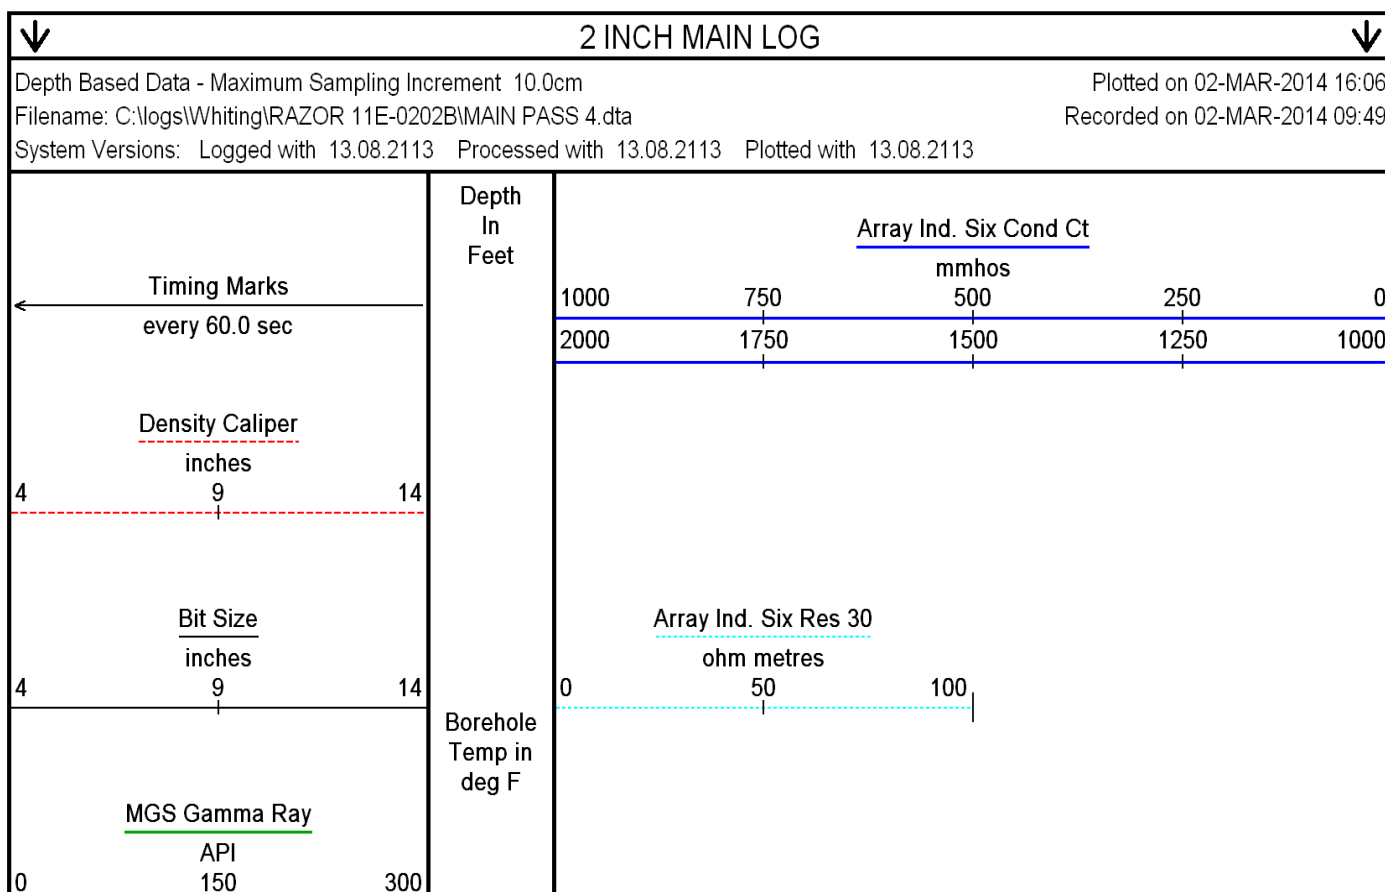 2 INCH MAIN LOG
Depth Based Data - Maximum Sampling Increment 10.0cm
Plotted on 02-MAR-2014 16:06
Filename: C:\logs\Whiting\RAZOR 11E-0202B\MAIN PASS 4.dta
Recorded on 02-MAR-2014 09:49
System Versions: Logged with 13.08.2113 Processed with 13.08.2113 Plotted with 13.08.2113
Timing Marks
every 60.0 sec
Density Caliper
inches
4 9 14
Bit Size
inches
4 9 14
MGS Gamma Ray
API
0 150 300
Depth
In
Feet
Borehole
Temp in
deg F
Array Ind. Six Cond Ct
mmhos
1000 750 500 250 0
2000 1750 1500 1250 1000
Array Ind. Six Res 30
ohm metres
0 50 100